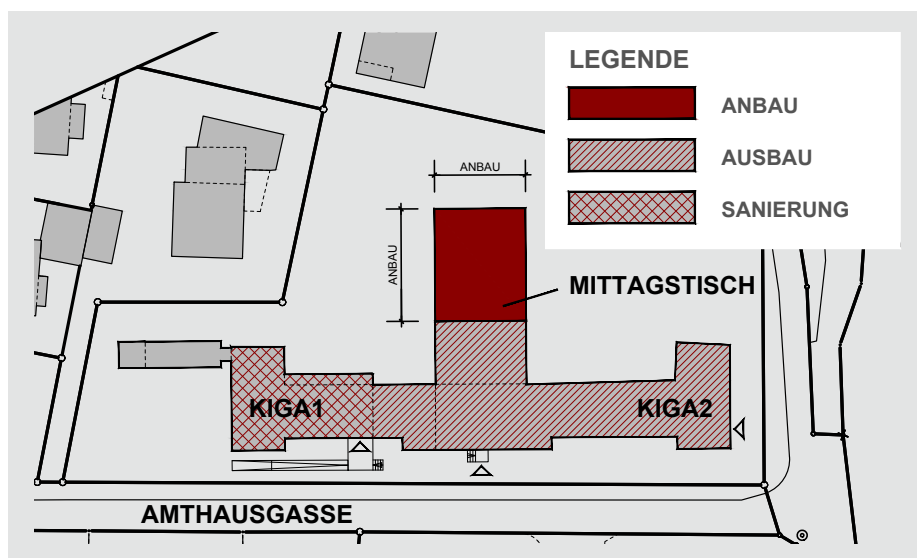 LEGENDE
ANBAU
AUSBAU
SANIERUNG
ANBAU
ANBAU
MITTAGSTISCH
KIGA1
KIGA2
AMTHAUSGASSE